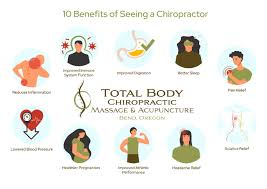 10 Benefits of Seeing a Chiropractor
Improved Immune
System Function
Improved Digestion
Better Sleep
Reduces Inflammation
Pain Relief
TOTAL BODY
CHIROPRACTIC
MASSAGE & ACUPUNCTURE
BEND, OREGON
Lowered Blood Pressure
Healthier Pregnancies
Improved Athletic
Performance
Headache Relief
Sciatica Relief